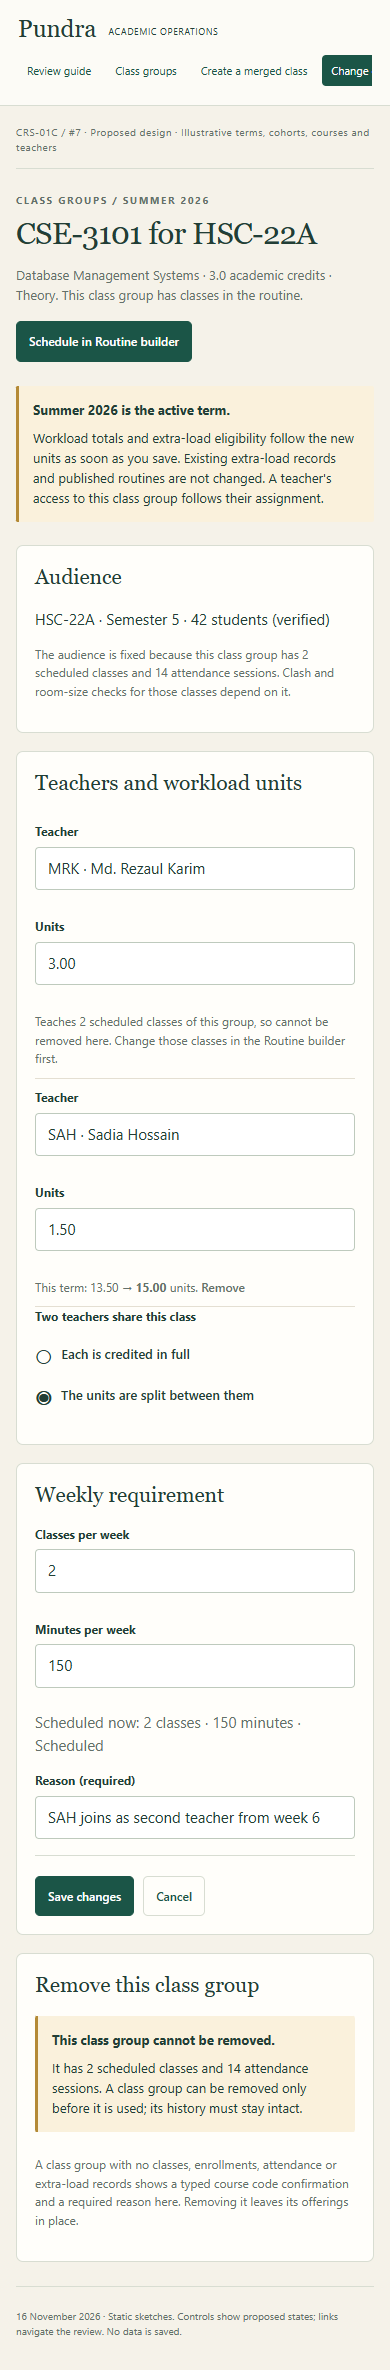 Pundra ACADEMIC OPERATIONS
Review guide Class groups Create a merged class Change
CRS-01C / #7 · Proposed design · Illustrative terms, cohorts, courses and
teachers
CLASS GROUPS / SUMMER 2026
CSE-3101 for HSC-22A
Database Management Systems · 3.0 academic credits ·
Theory. This class group has classes in the routine.
Schedule in Routine builder
Summer 2026 is the active term.
Workload totals and extra-load eligibility follow the new
units as soon as you save. Existing extra-load records
and published routines are not changed. A teacher's
access to this class group follows their assignment.
Audience
HSC-22A · Semester 5 · 42 students (verified)
The audience is fixed because this class group has 2
scheduled classes and 14 attendance sessions. Clash and
room-size checks for those classes depend on it.
Teachers and workload units
Teacher
MRK · Md. Rezaul Karim
Units
3.00
Teaches 2 scheduled classes of this group, so cannot be
removed here. Change those classes in the Routine builder
first.
Teacher
SAH · Sadia Hossain
Units
1.50
This term: 13.50 → 15.00 units. Remove
Two teachers share this class
Each is credited in full
The units are split between them
Weekly requirement
Classes per week
2
Minutes per week
150
Scheduled now: 2 classes · 150 minutes ·
Scheduled
Reason (required)
SAH joins as second teacher from week 6
Save changes Cancel
Remove this class group
This class group cannot be removed.
It has 2 scheduled classes and 14 attendance
sessions. A class group can be removed only
before it is used; its history must stay intact.
A class group with no classes, enrollments, attendance or
extra-load records shows a typed course code confirmation
and a required reason here. Removing it leaves its offerings
in place.
16 November 2026 · Static sketches. Controls show proposed states; links
navigate the review. No data is saved.